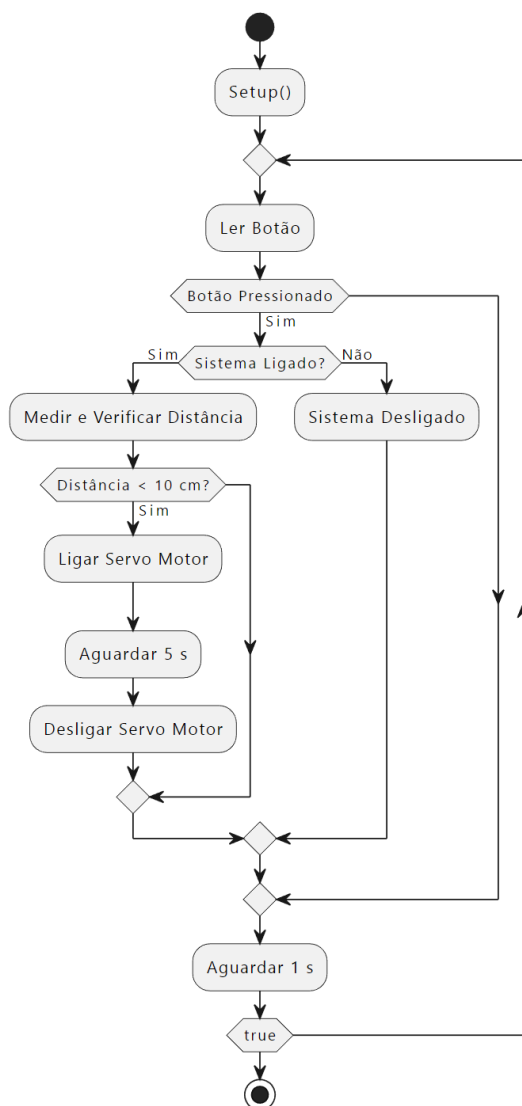 Setup()
Ler Botão
Botão Pressionado
Sim
Sim
Sistema Ligado?
Não
Medir e Verificar Distância
Sistema Desligado
Distância < 10 cm?
Sim
Ligar Servo Motor
Aguardar 5 s
Desligar Servo Motor
Aguardar 1 s
true